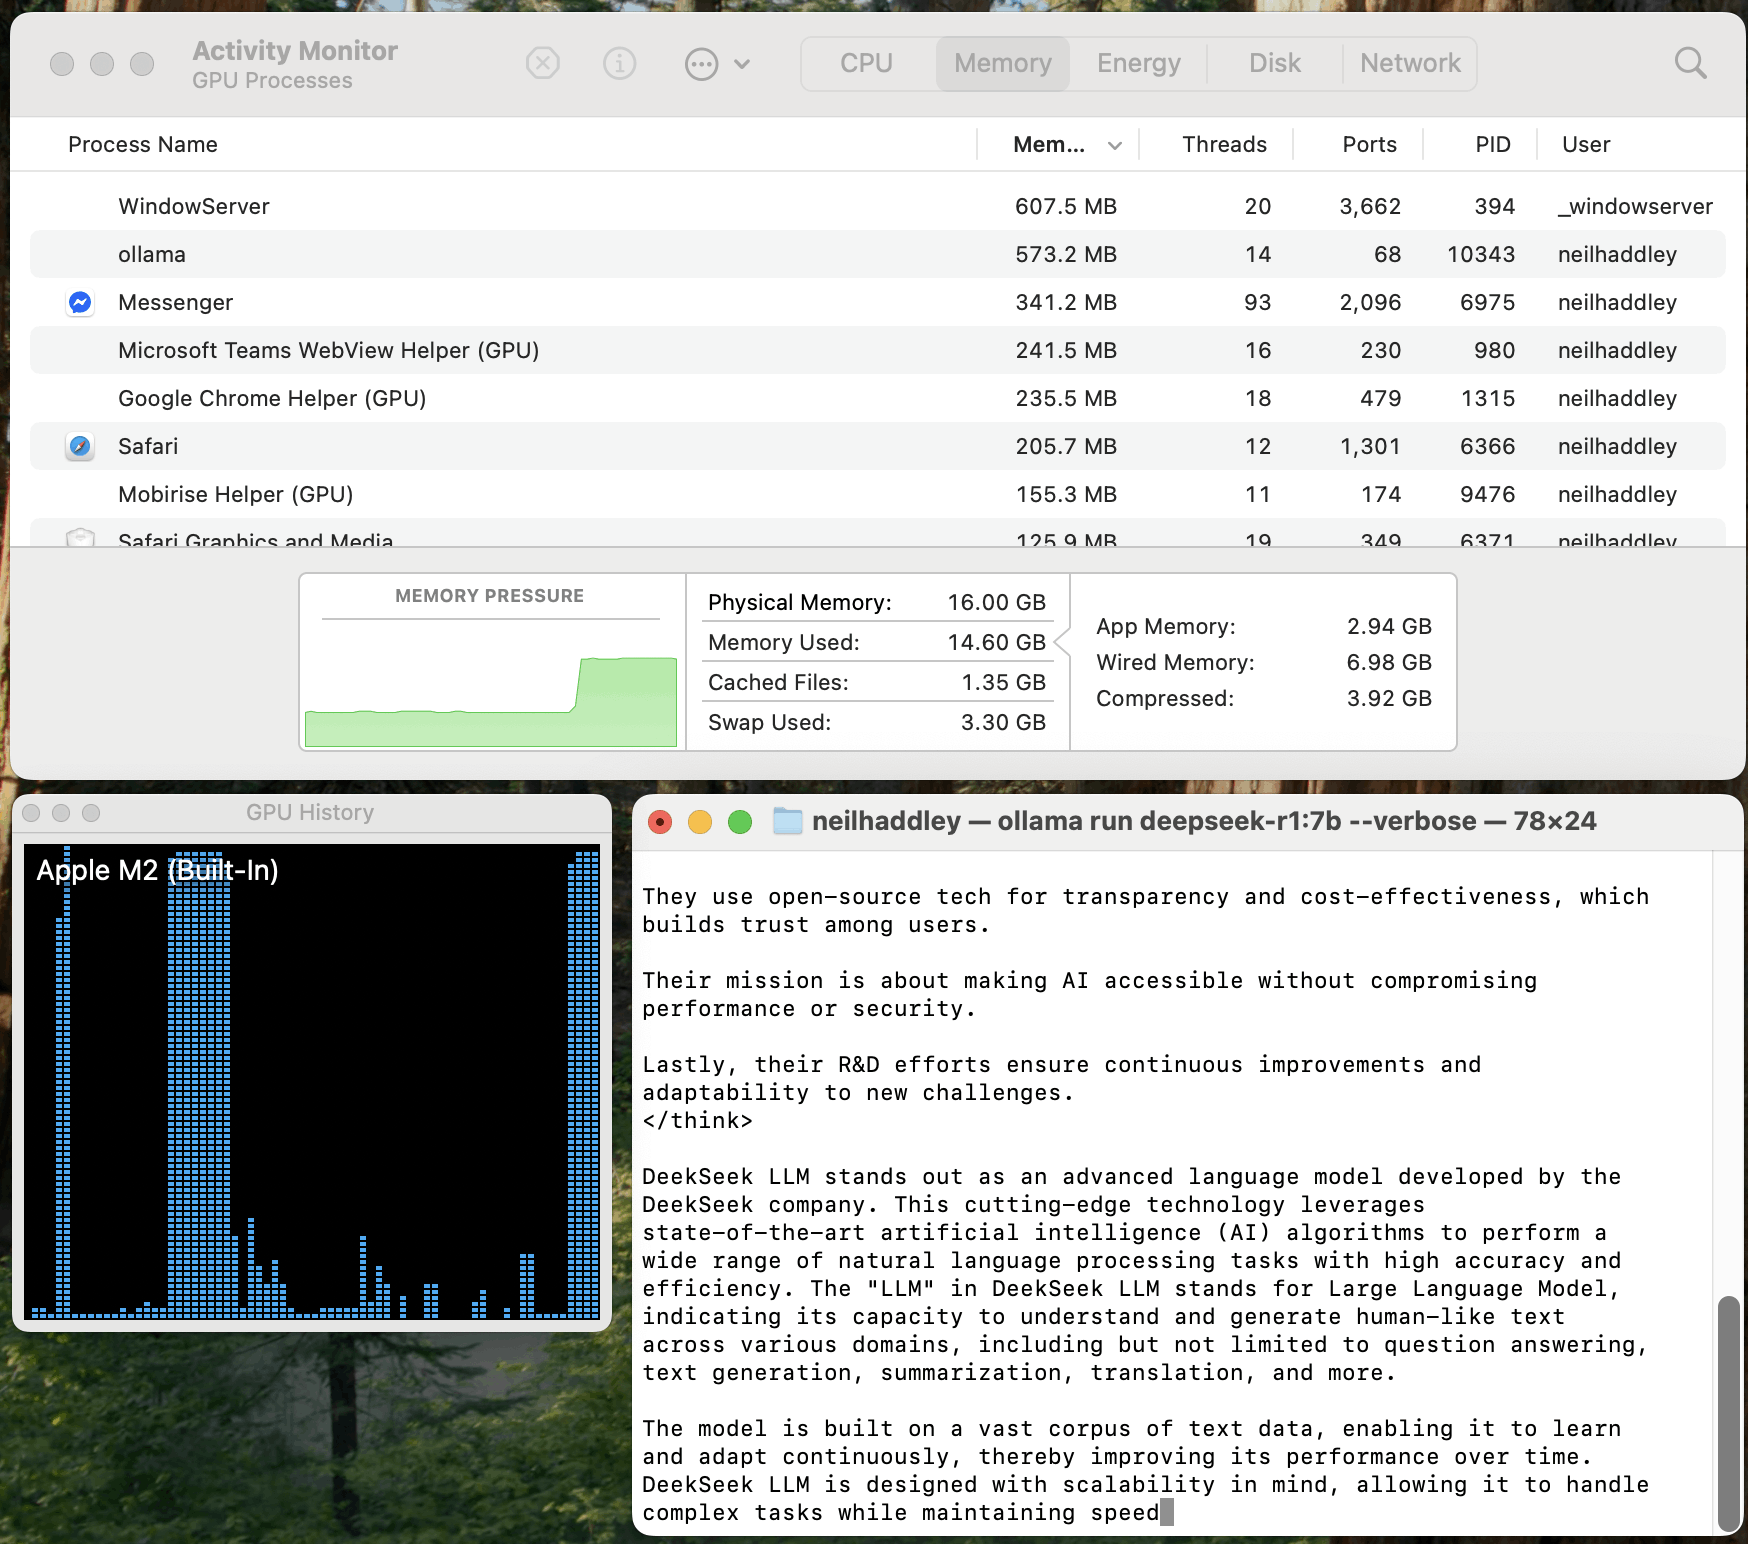 Activity Monitor
GPU Processes
CPU Memory Energy Disk Network
Process Name Mem... Threads Ports PID User
WindowServer 607.5 MB 20 3,662 394 _windowserver
ollama 573.2 MB 14 68 10343 neilhaddley
Messenger 341.2 MB 93 2,096 6975 neilhaddley
Microsoft Teams WebView Helper (GPU) 241.5 MB 16 230 980 neilhaddley
Google Chrome Helper (GPU) 235.5 MB 18 479 1315 neilhaddley
Safari 205.7 MB 12 1,301 6366 neilhaddley
Mobirise Helper (GPU) 155.3 MB 11 174 9476 neilhaddley
Safari Graphics and Media 125.9 MB 19 349 6371 neilhaddley
MEMORY PRESSURE
Physical Memory: 16.00 GB
Memory Used: 14.60 GB
Cached Files: 1.35 GB
Swap Used: 3.30 GB
App Memory: 2.94 GB
Wired Memory: 6.98 GB
Compressed: 3.92 GB
GPU History
Apple M2 (Built-In)
neilhaddley — ollama run deepseek-r1:7b --verbose — 78×24
They use open-source tech for transparency and cost-effectiveness, which
builds trust among users.
Their mission is about making AI accessible without compromising
performance or security.
Lastly, their R&D efforts ensure continuous improvements and
adaptability to new challenges.
</think>
DeekSeek LLM stands out as an advanced language model developed by the
DeekSeek company. This cutting-edge technology leverages
state-of-the-art artificial intelligence (AI) algorithms to perform a
wide range of natural language processing tasks with high accuracy and
efficiency. The "LLM" in DeekSeek LLM stands for Large Language Model,
indicating its capacity to understand and generate human-like text
across various domains, including but not limited to question answering,
text generation, summarization, translation, and more.
The model is built on a vast corpus of text data, enabling it to learn
and adapt continuously, thereby improving its performance over time.
DeekSeek LLM is designed with scalability in mind, allowing it to handle
complex tasks while maintaining speed